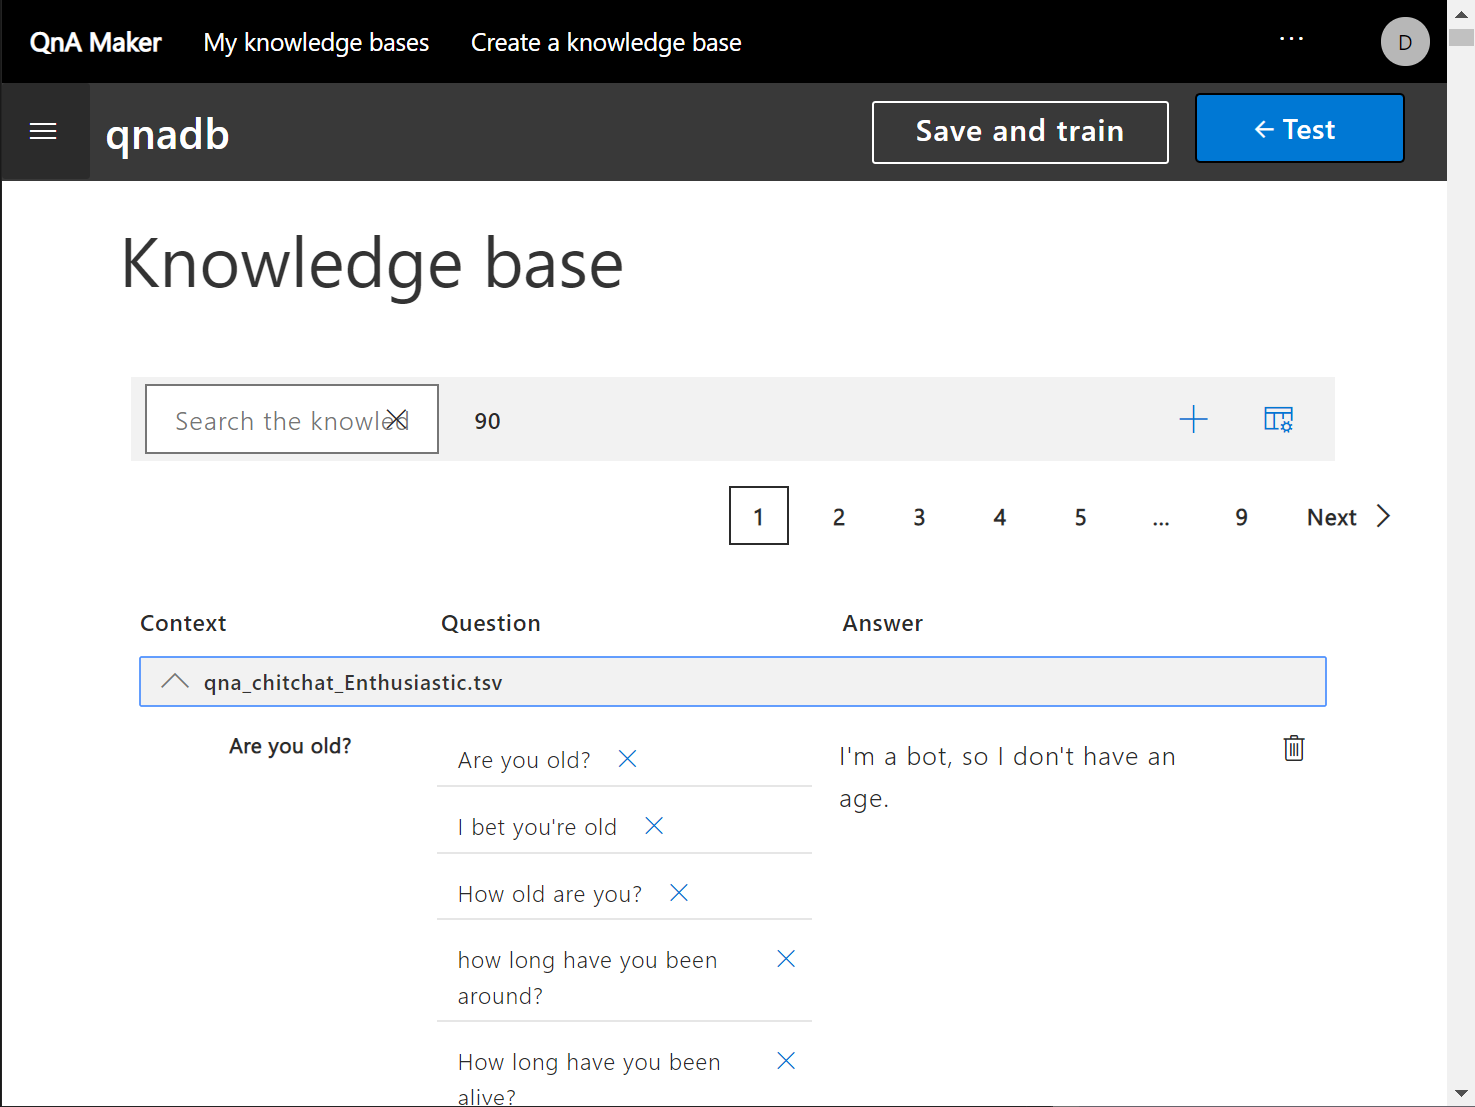 QnA Maker My knowledge bases Create a knowledge base ... D
qnadb Save and train ← Test
Knowledge base
Search the knowled 90
1 2 3 4 5 ... 9 Next
Context Question Answer
qna_chitchat_Enthusiastic.tsv
Are you old?
Are you old?
I'm a bot, so I don't have an
age.
I bet you're old
How old are you?
how long have you been
around?
How long have you been
alive?